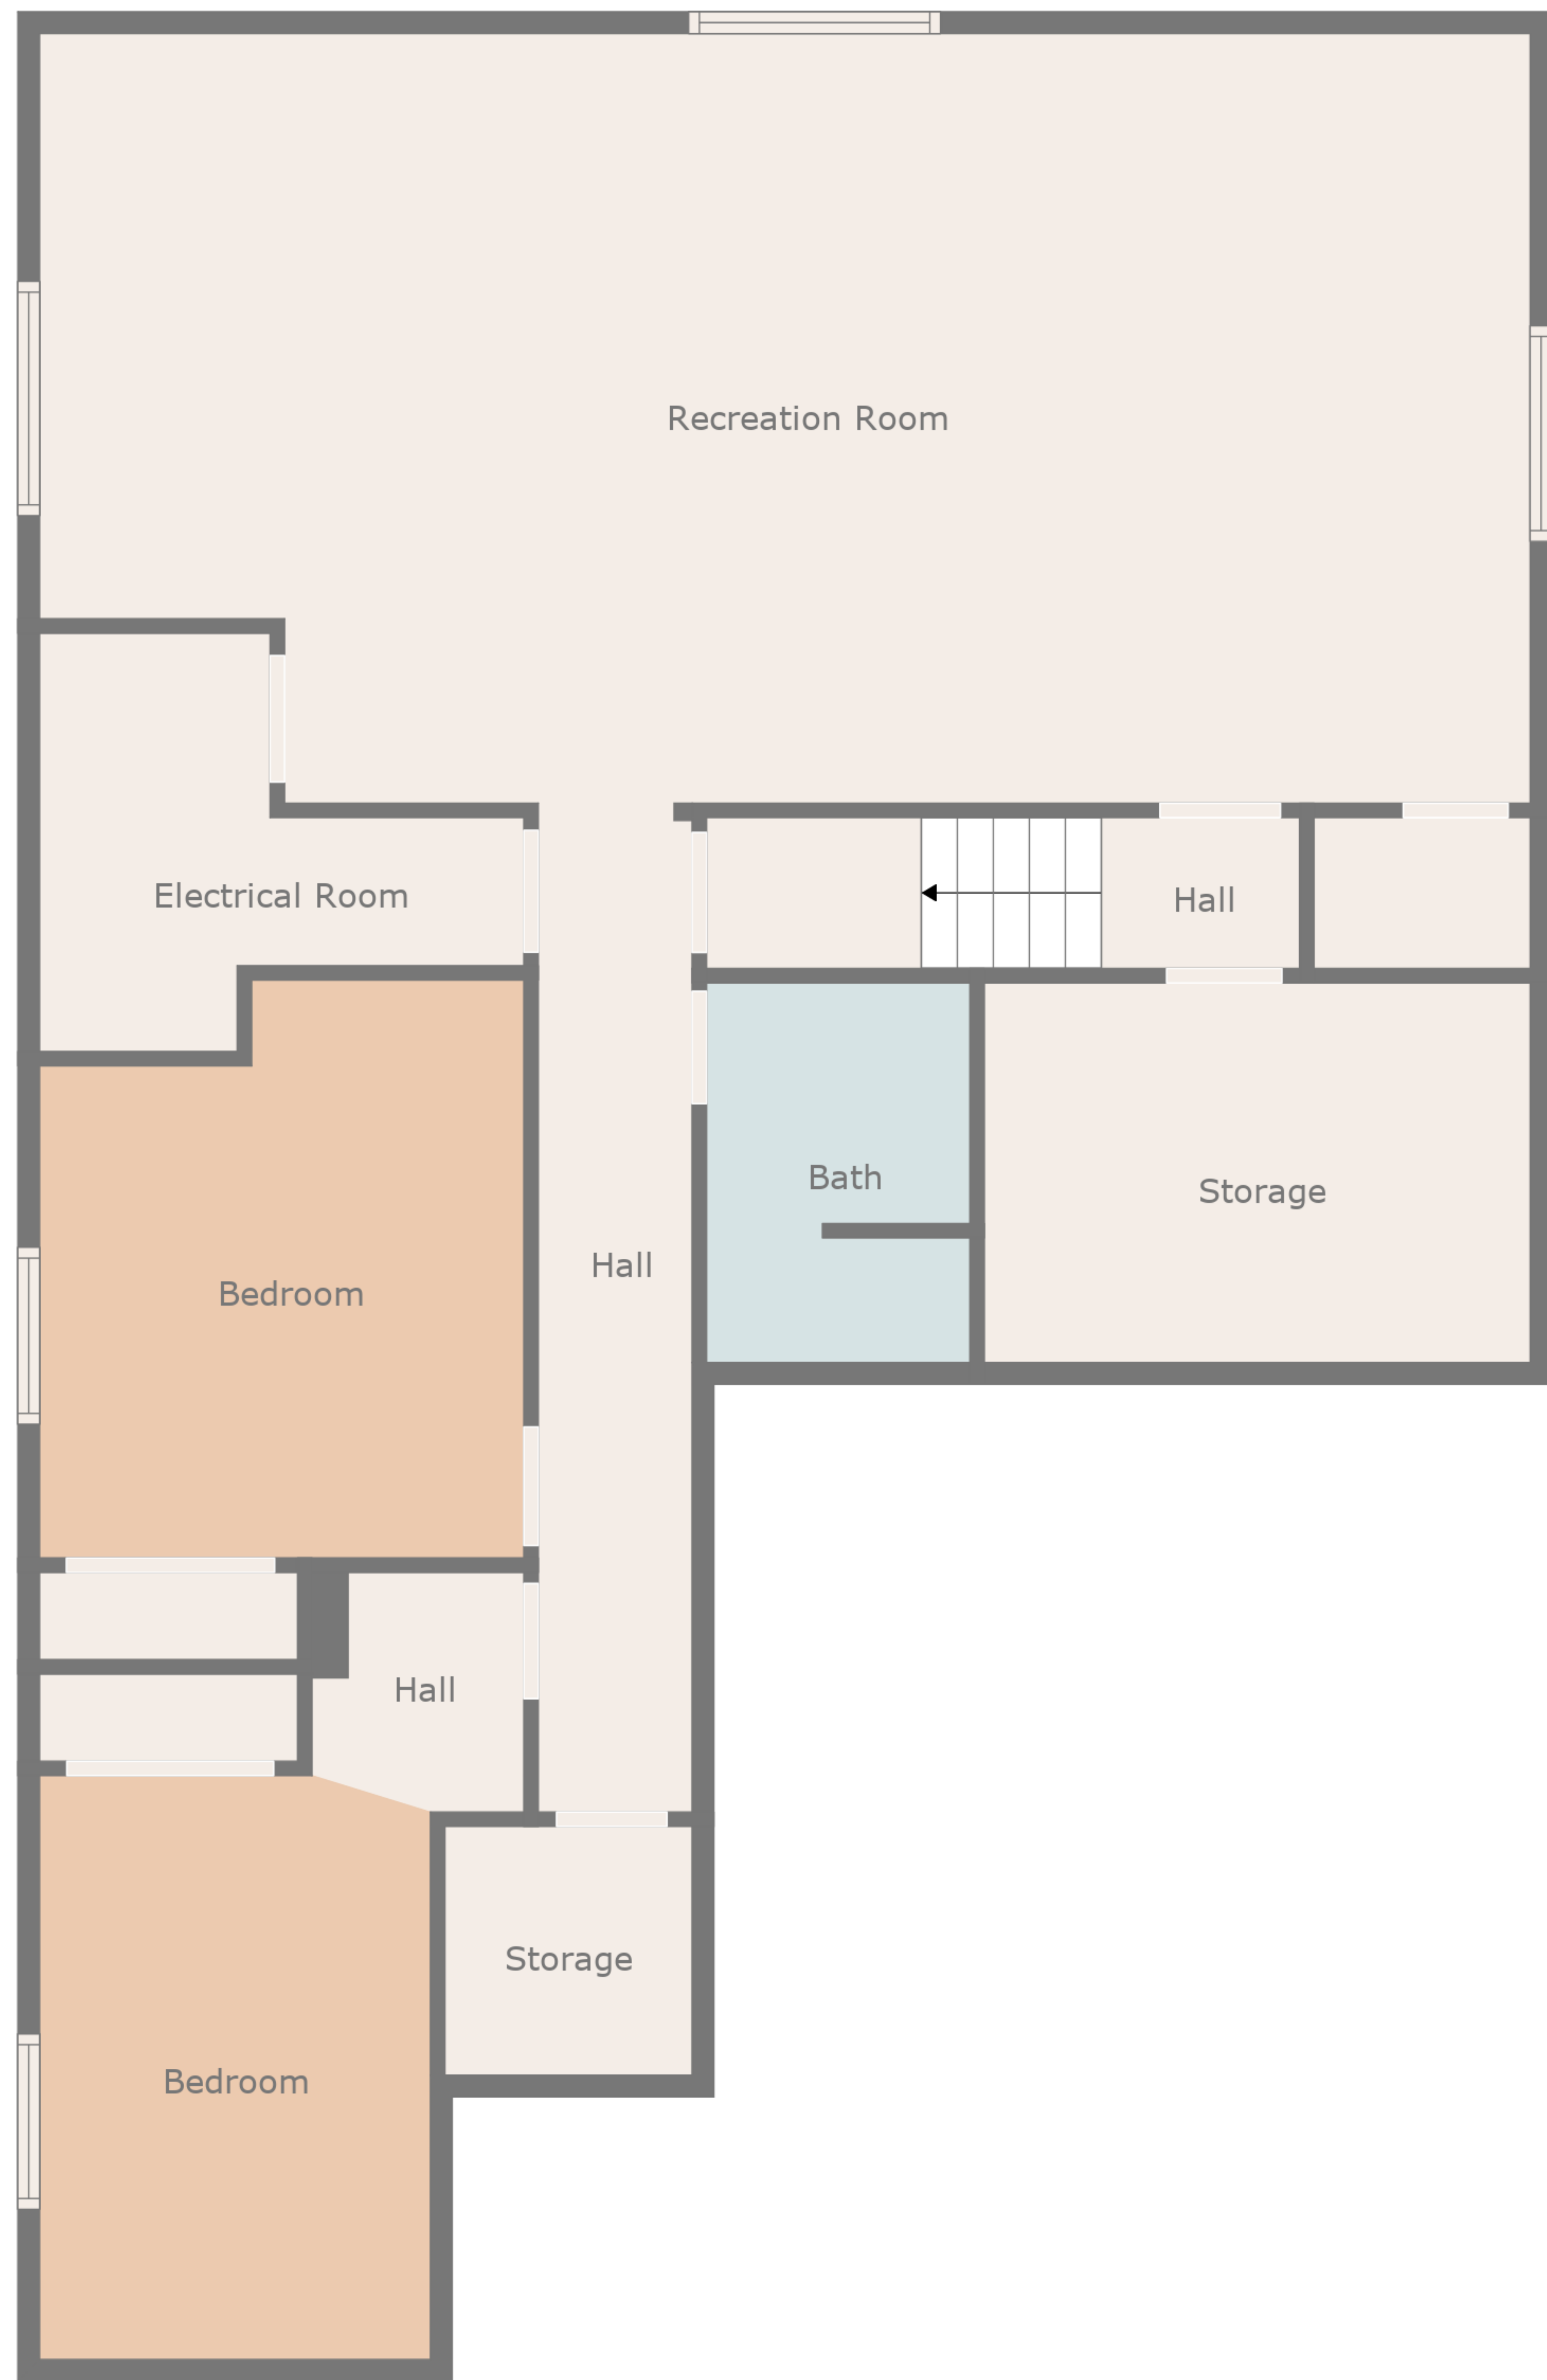 Recreation Room
Electrical Room
Hall
Bath
Storage
Hall
Bedroom
Hall
Storage
Bedroom